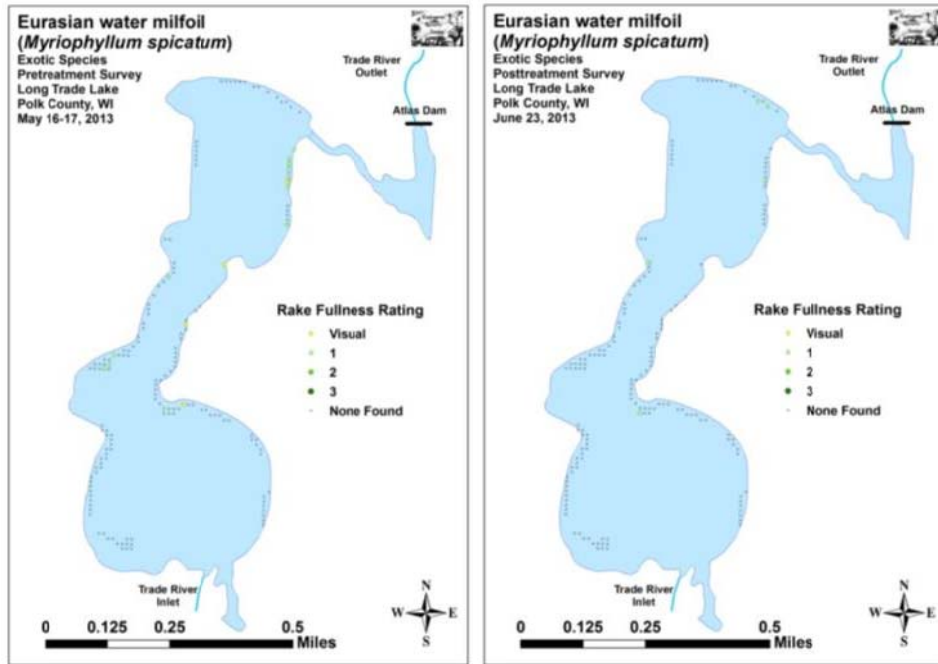 Eurasian water milfoil
(Myriophyllum spicatum)
Exotic Species
Pretreatment Survey
Long Trade Lake
Polk County, WI
May 16-17, 2013
Trade River
Outlet
Atlas Dam
Rake Fullness Rating
Visual
1
2
3
None Found
Trade River
Inlet
N
W E
S
0 0.125 0.25 0.5
Miles
Eurasian water milfoil
(Myriophyllum spicatum)
Exotic Species
Posttreatment Survey
Long Trade Lake
Polk County, WI
June 23, 2013
Trade River
Outlet
Atlas Dam
Rake Fullness Rating
Visual
1
2
3
None Found
Trade River
Inlet
N
W E
S
0 0.125 0.25 0.5
Miles